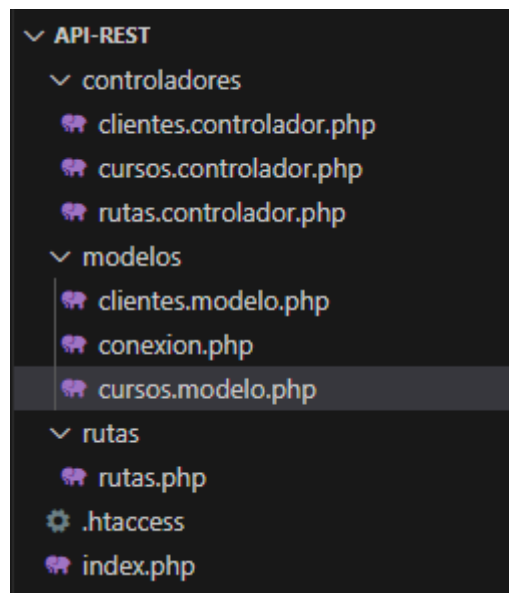 API-REST
controladores
clientes.controlador.php
cursos.controlador.php
rutas.controlador.php
modelos
clientes.modelo.php
conexion.php
cursos.modelo.php
rutas
rutas.php
.htaccess
index.php